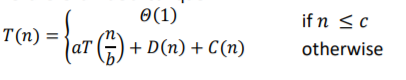 Θ(1) if n ≤ c
T(n) = { aT(n/b) + D(n) + C(n) otherwise